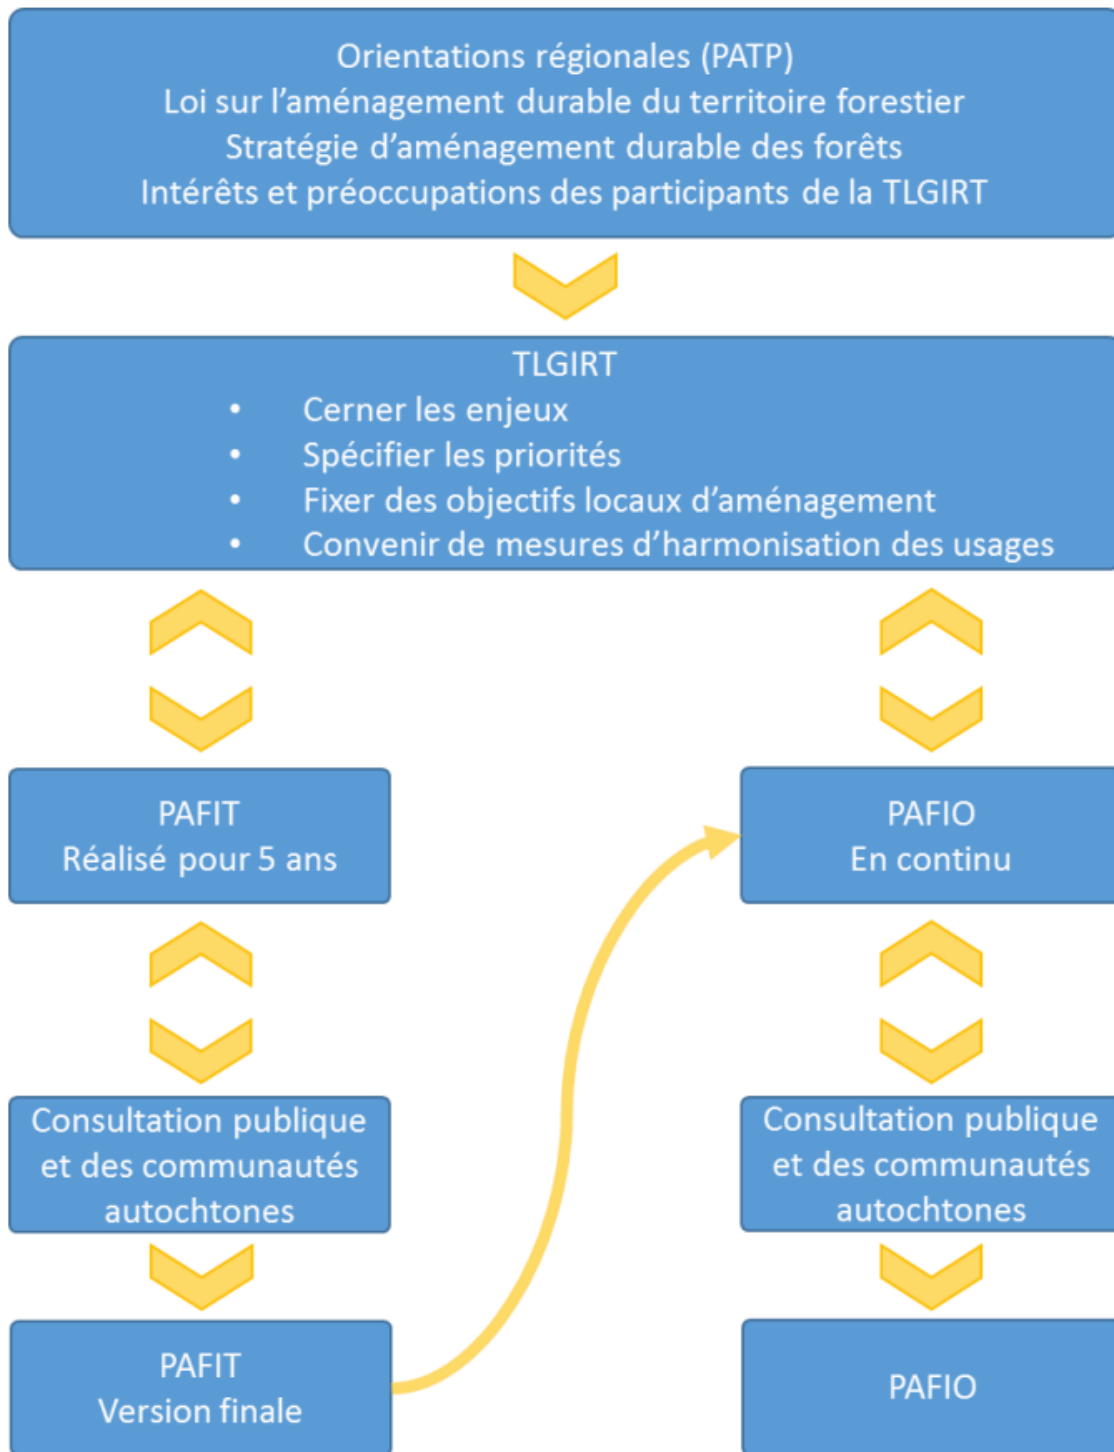 Orientations régionales (PATP)
Loi sur l’aménagement durable du territoire forestier
Stratégie d’aménagement durable des forêts
Intérêts et préoccupations des participants de la TLGIRT
TLGIRT
• Cerner les enjeux
• Spécifier les priorités
• Fixer des objectifs locaux d’aménagement
• Convenir de mesures d’harmonisation des usages
PAFIT
Réalisé pour 5 ans
Consultation publique
et des communautés
autochtones
PAFIT
Version finale
PAFIO
En continu
Consultation publique
et des communautés
autochtones
PAFIO